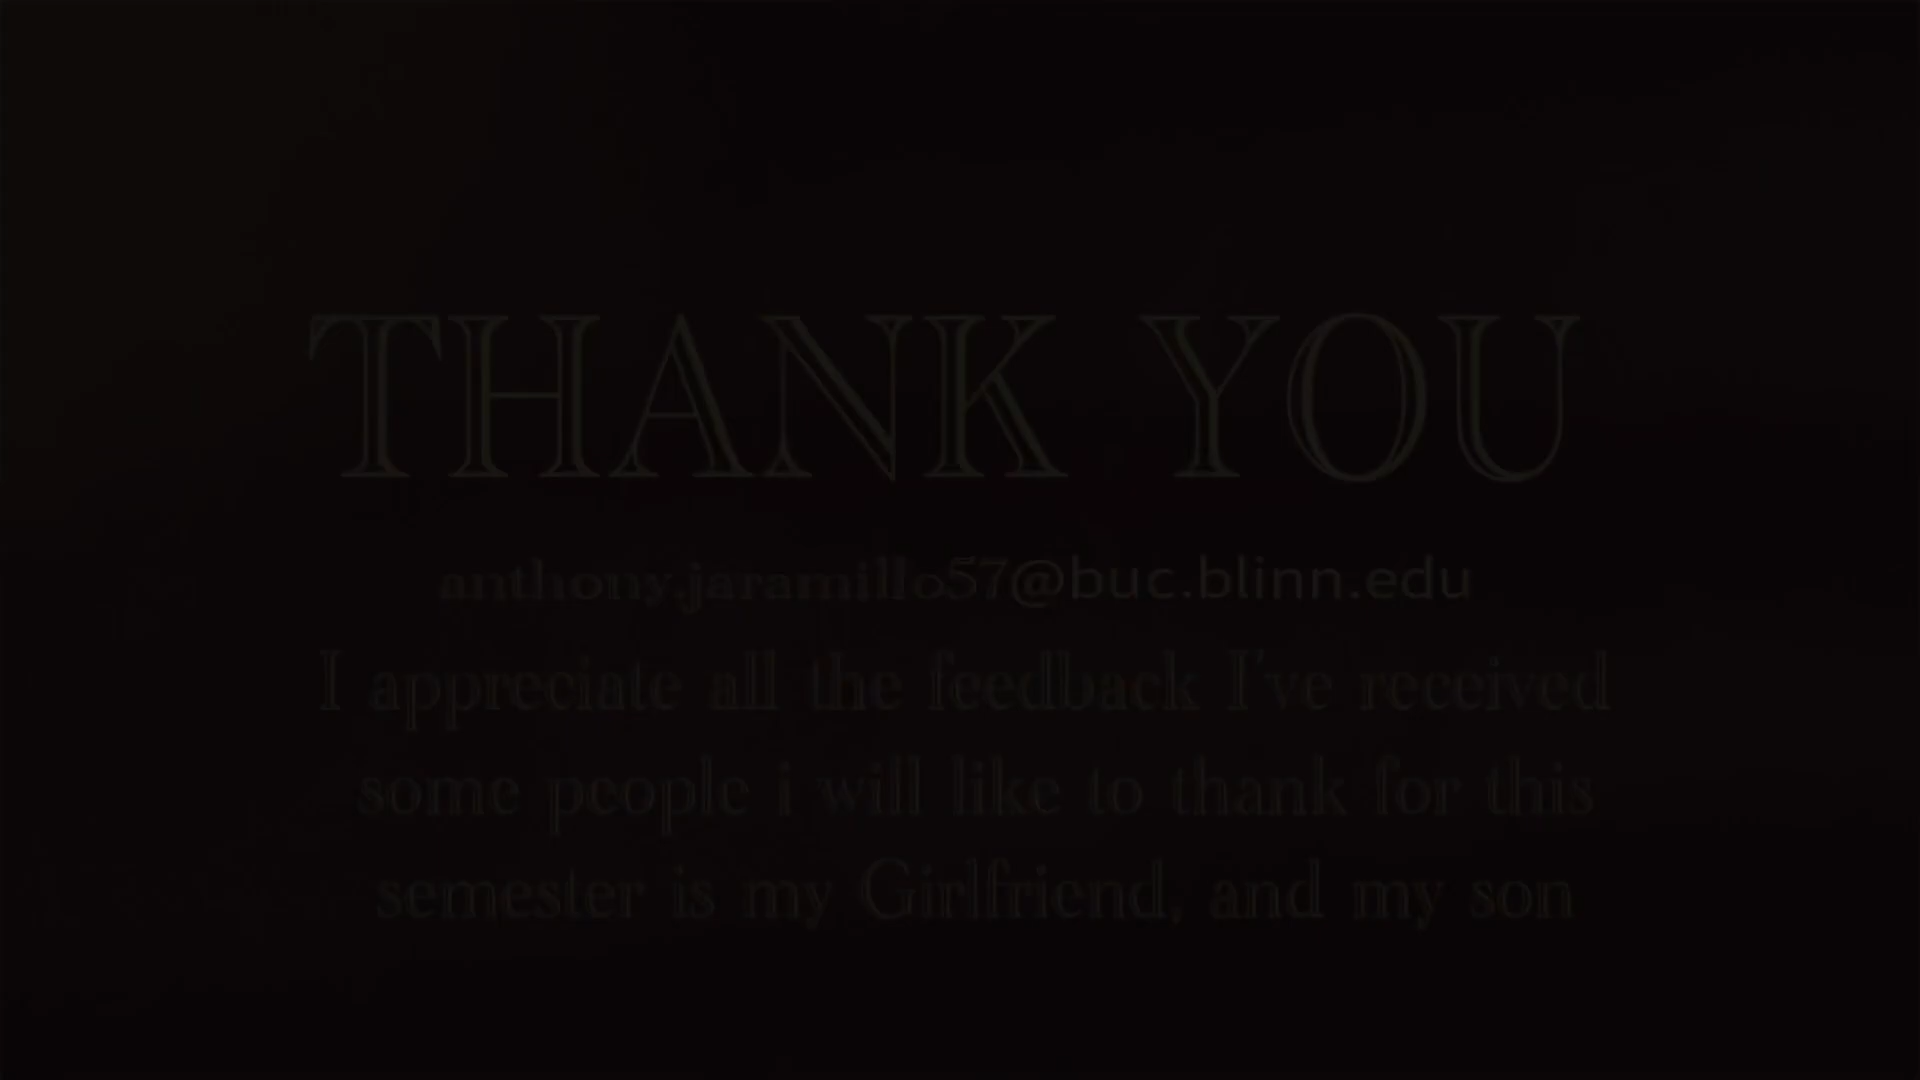 THANK YOU
anthony.jaramillo57@buc.blinn.edu
I appreciate all the feedback I've received
some people i will like to thank for this
semester is my Girlfriend, and my son